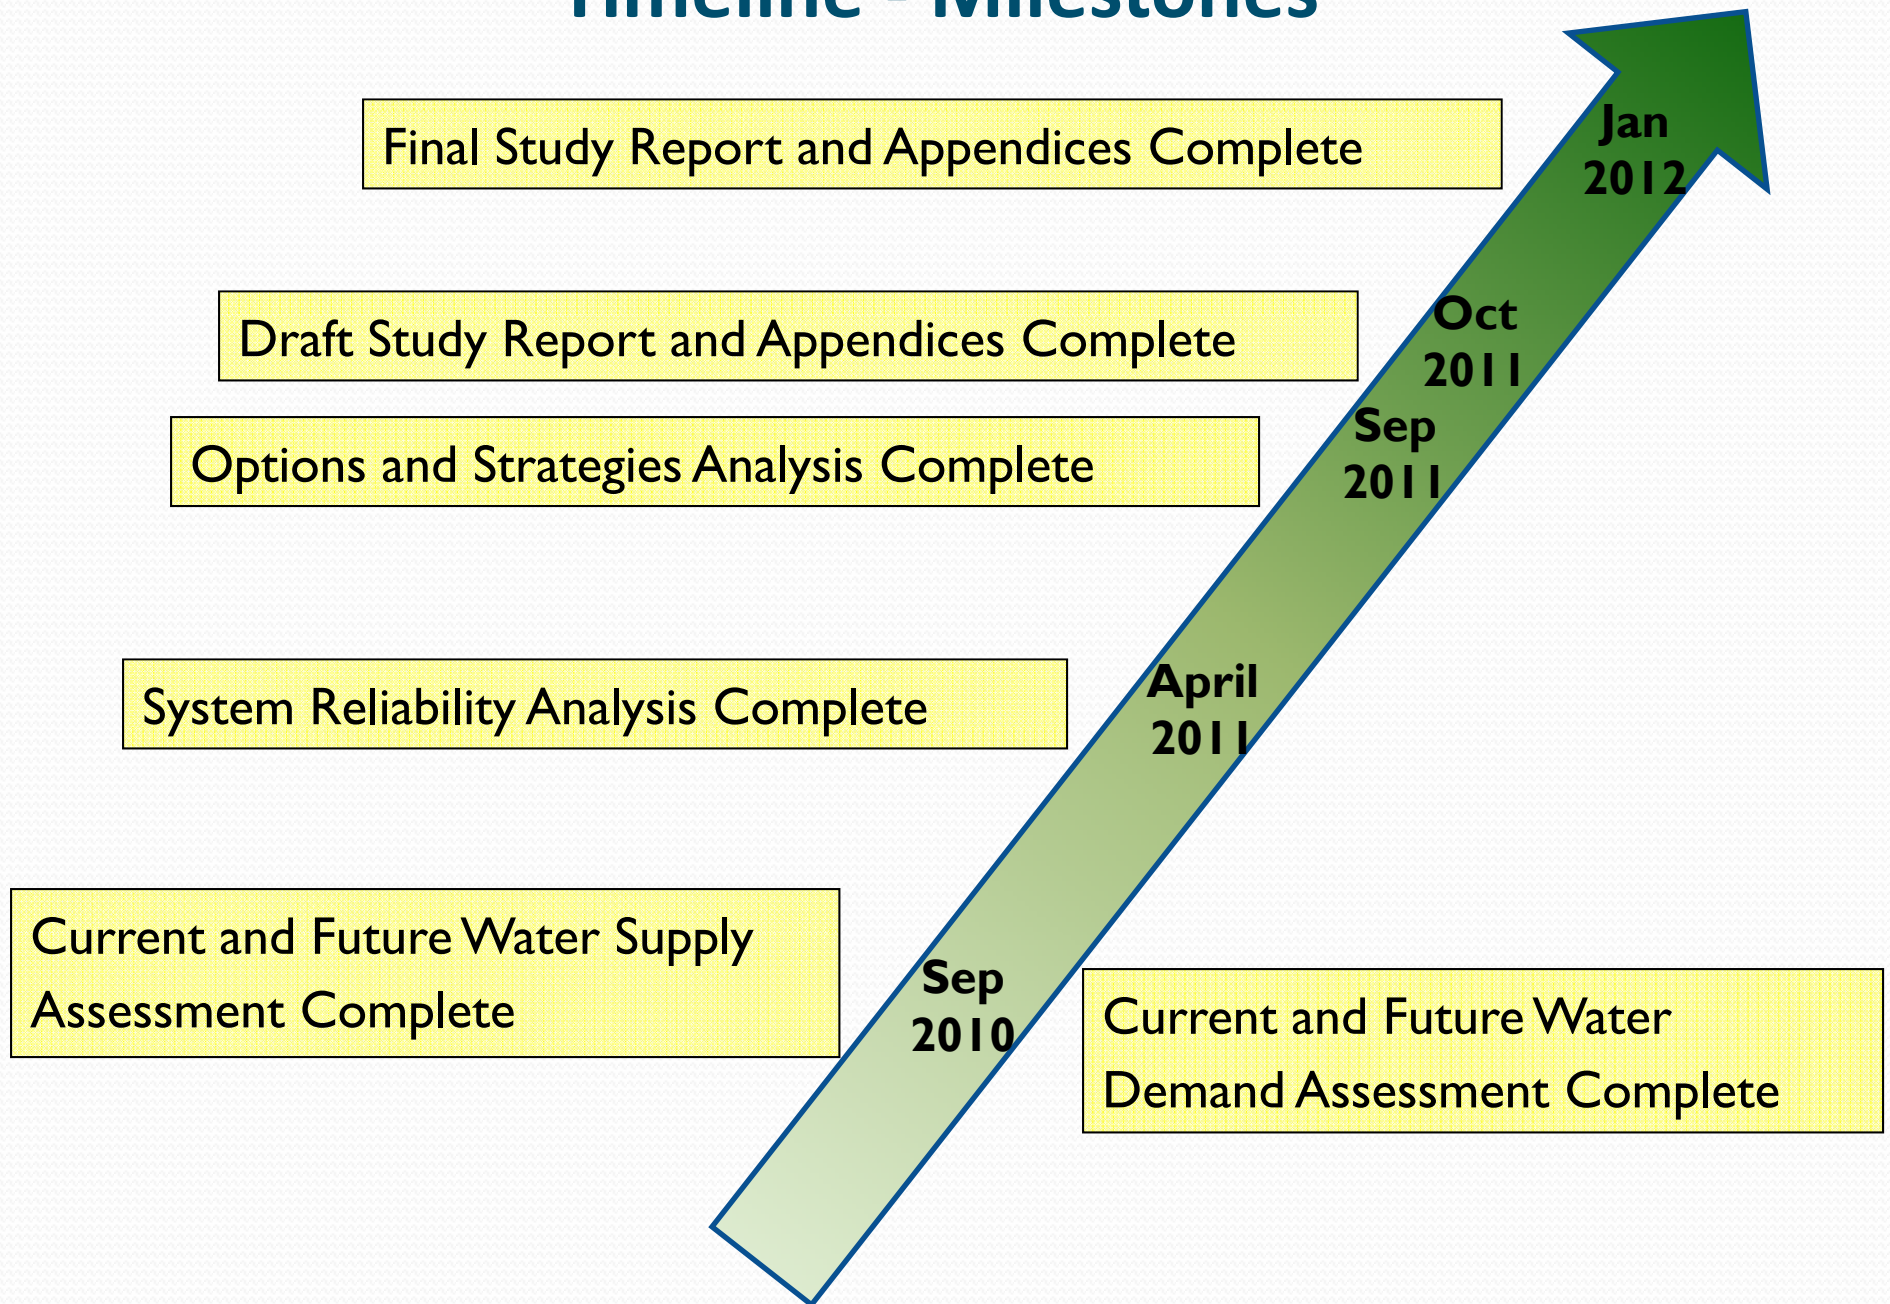 Timeline - Milestones
Final Study Report and Appendices Complete
Jan
2012
Draft Study Report and Appendices Complete
Oct
2011
Options and Strategies Analysis Complete
Sep
2011
System Reliability Analysis Complete
April
2011
Current and Future Water Supply
Assessment Complete
Sep
2010
Current and Future Water
Demand Assessment Complete